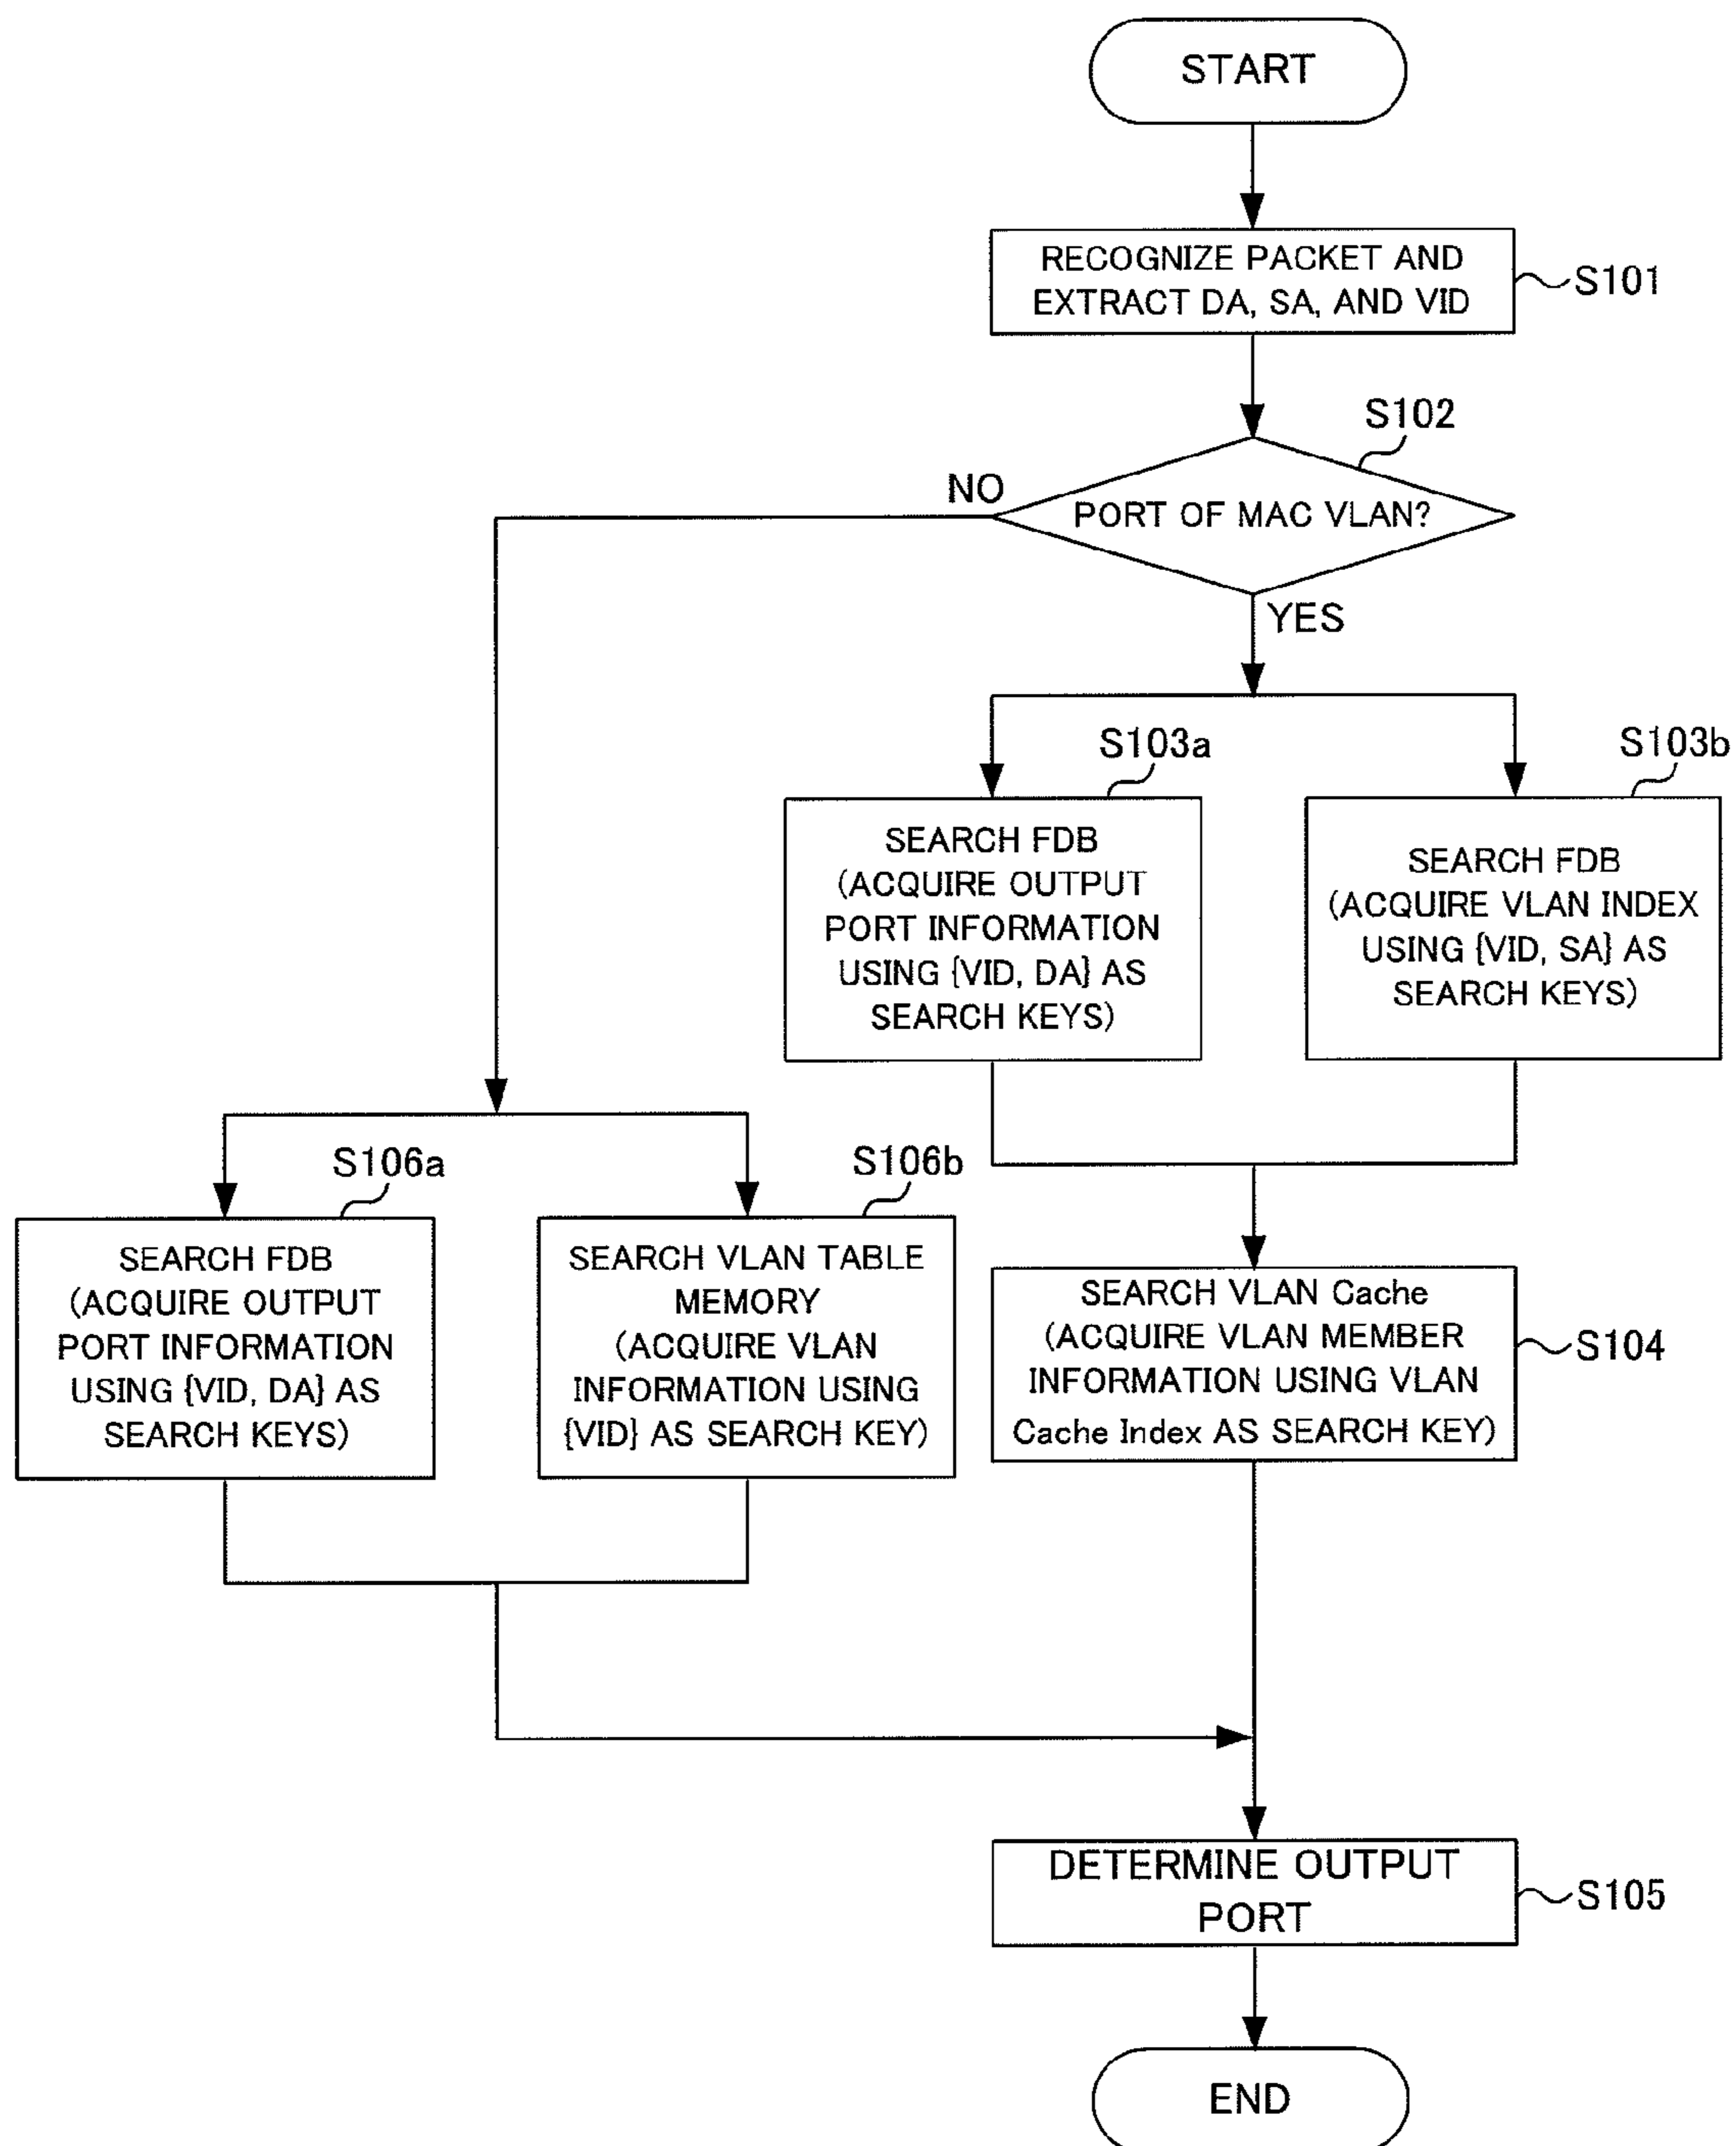 START
RECOGNIZE PACKET AND
EXTRACT DA, SA, AND VID
S101
S102
PORT OF MAC VLAN?
NO
YES
S103a
SEARCH FDB
(ACQUIRE OUTPUT
PORT INFORMATION
USING {VID, DA} AS
SEARCH KEYS)
S103b
SEARCH FDB
(ACQUIRE VLAN INDEX
USING {VID, SA} AS
SEARCH KEYS)
S106a
SEARCH FDB
(ACQUIRE OUTPUT
PORT INFORMATION
USING {VID, DA} AS
SEARCH KEYS)
S106b
SEARCH VLAN TABLE
MEMORY
(ACQUIRE VLAN
INFORMATION USING
{VID} AS SEARCH KEY)
SEARCH VLAN Cache
(ACQUIRE VLAN MEMBER
INFORMATION USING VLAN
Cache Index AS SEARCH KEY)
S104
DETERMINE OUTPUT
PORT
S105
END